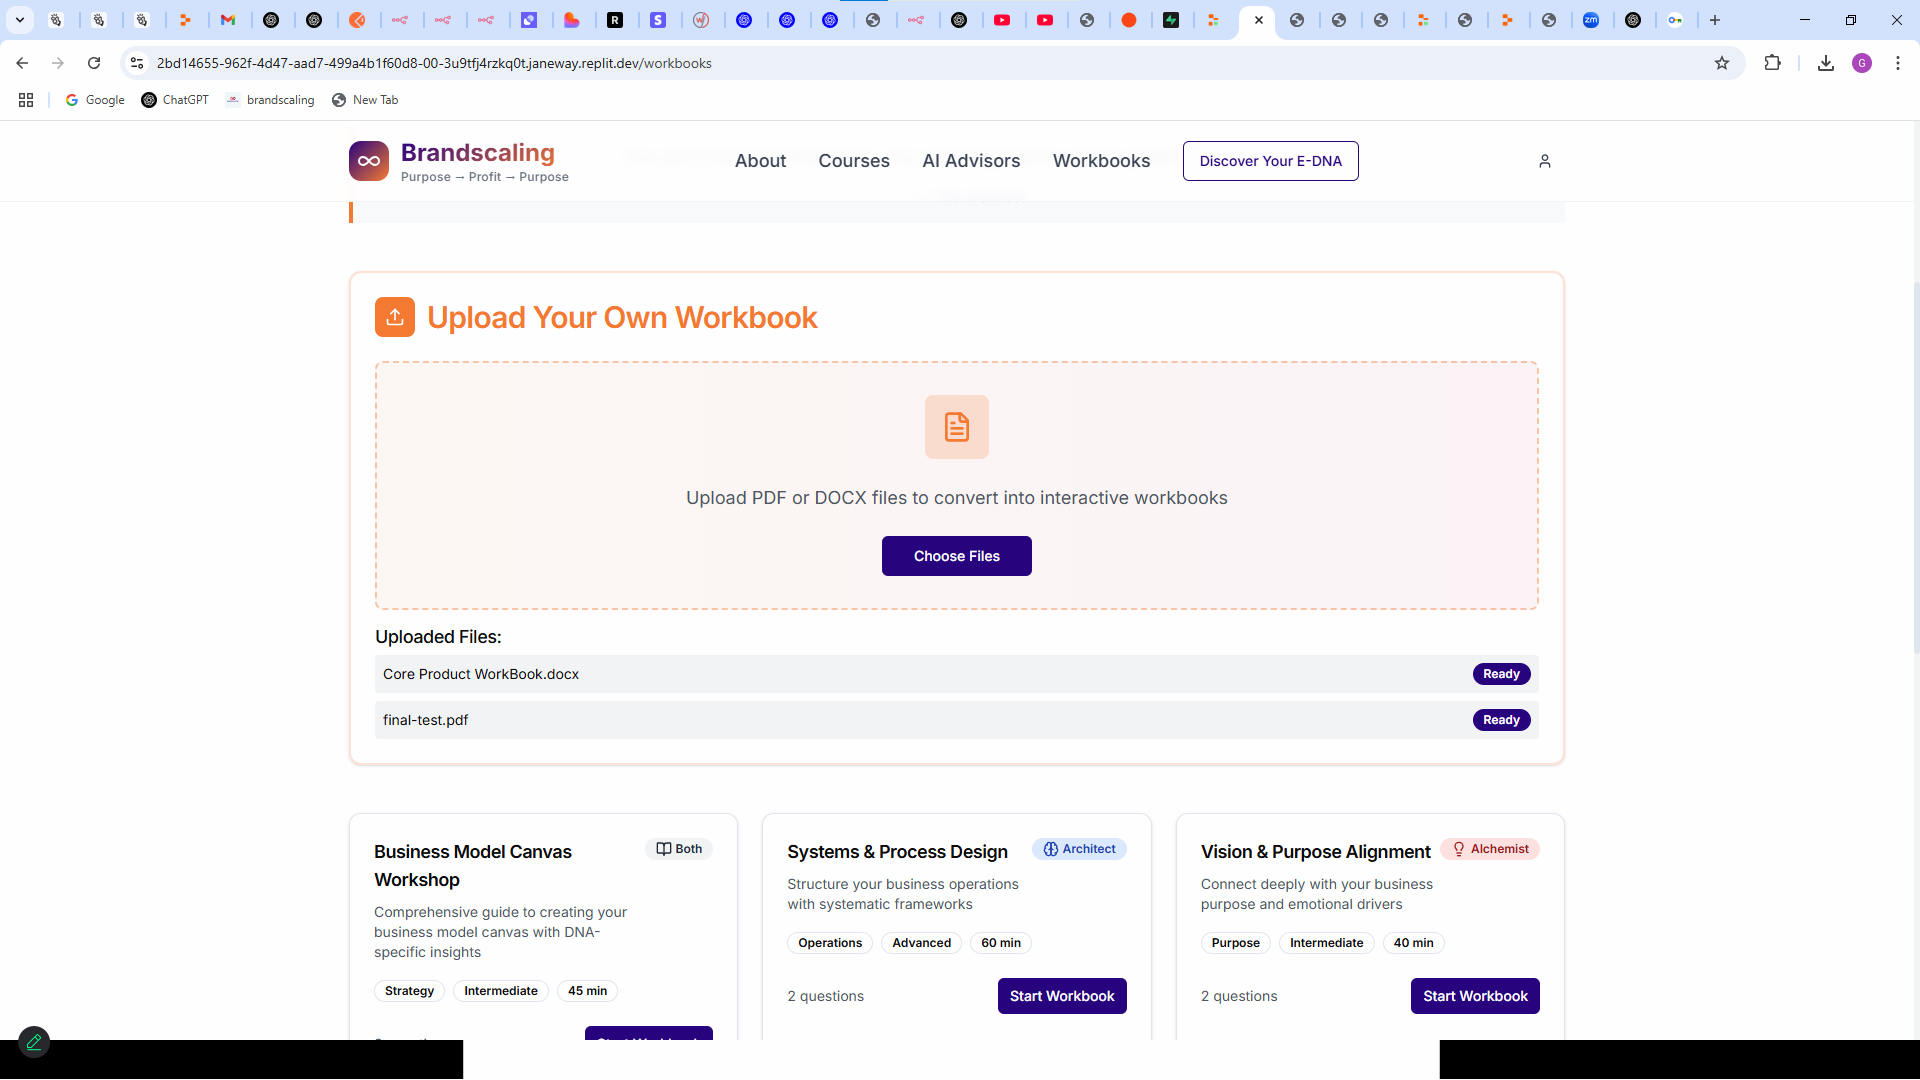 2bd14655-962f-4d47-aad7-499a4b1f60d8-00-3u9tfj4rzkq0t.janeway.replit.dev/workbooks
G
Google
ChatGPT
brandscaling
New Tab
Brandscaling
Purpose → Profit → Purpose
About
Courses
AI Advisors
Workbooks
Discover Your E-DNA
Upload Your Own Workbook
Upload PDF or DOCX files to convert into interactive workbooks
Choose Files
Uploaded Files:
Core Product WorkBook.docx
Ready
final-test.pdf
Ready
Business Model Canvas
Workshop
Both
Comprehensive guide to creating your
business model canvas with DNA-
specific insights
Strategy
Intermediate
45 min
Systems & Process Design
Architect
Structure your business operations
with systematic frameworks
Operations
Advanced
60 min
2 questions
Start Workbook
Vision & Purpose Alignment
Alchemist
Connect deeply with your business
purpose and emotional drivers
Purpose
Intermediate
40 min
2 questions
Start Workbook